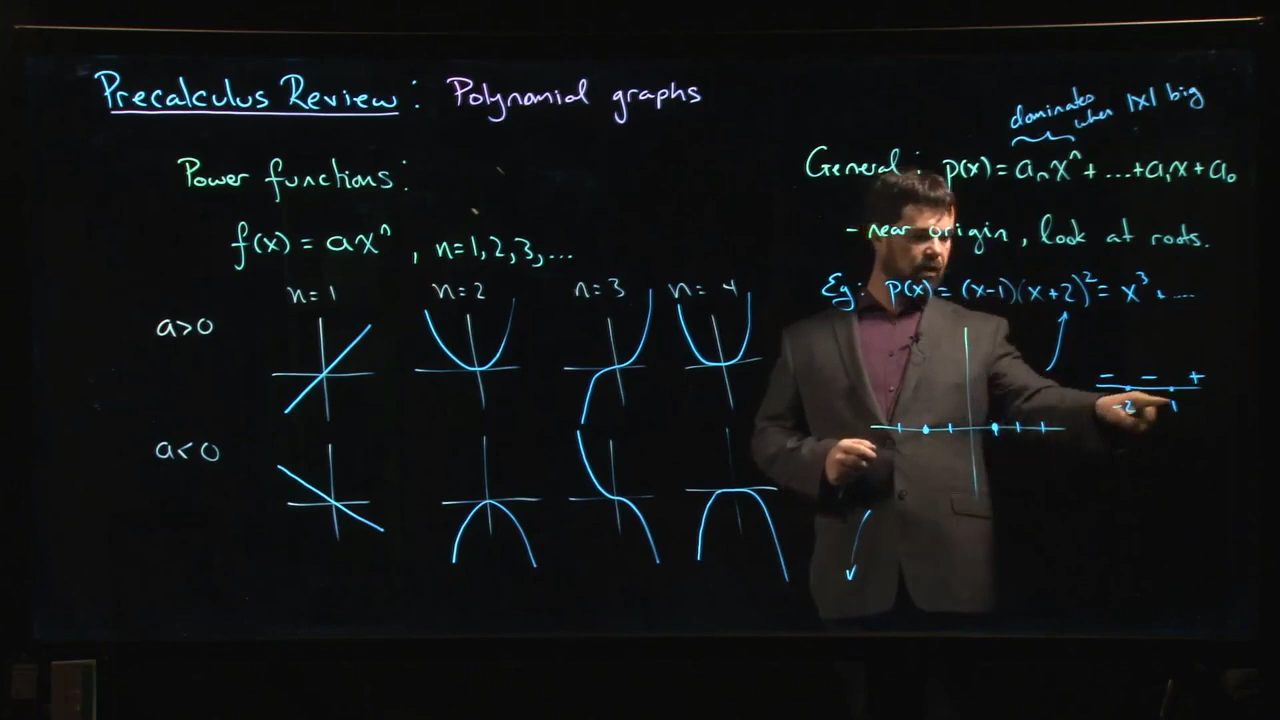 Precalculus Review: Polynomial graphs
dominates when |x| big
Power functions:
General: p(x) = aₙxⁿ + ... + a₁x + a₀
f(x) = axⁿ, n=1,2,3,...
- near origin, look at roots.
n=1 n=2 n=3 n=4
Eg: p(x) = (x-1)(x+2)² = x³ + ....
a>0
- - +
-2 1
a<0